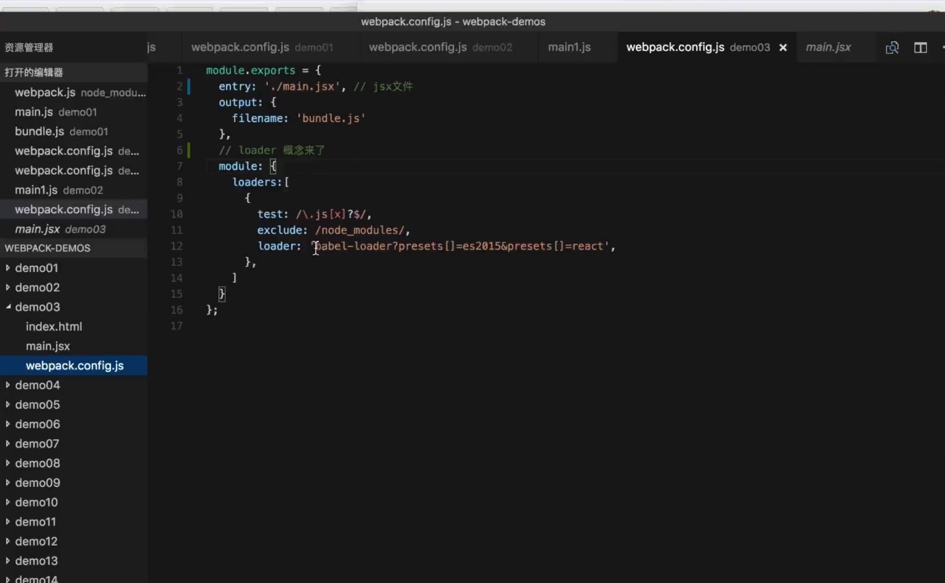 webpack.config.js - webpack-demos
资源管理器
js
webpack.config.js demo01
webpack.config.js demo02
main1.js
webpack.config.js demo03
main.jsx
打开的编辑器
webpack.js node_modu...
main.js demo01
bundle.js demo01
webpack.config.js de...
webpack.config.js de...
main1.js demo02
webpack.config.js de...
main.jsx demo03
WEBPACK-DEMOS
demo01
demo02
demo03
index.html
main.jsx
webpack.config.js
demo04
demo05
demo06
demo07
demo08
demo09
demo10
demo11
demo12
demo13
demo14
1 module.exports = {
2 entry: './main.jsx', // jsx文件
3 output: {
4 filename: 'bundle.js'
5 },
6 // loader 概念来了
7 module: {
8 loaders:[
9 {
10 test: /\.js[x]?$/,
11 exclude: /node_modules/,
12 loader: 'babel-loader?presets[]=es2015&presets[]=react',
13 },
14 ]
15 }
16 };
17